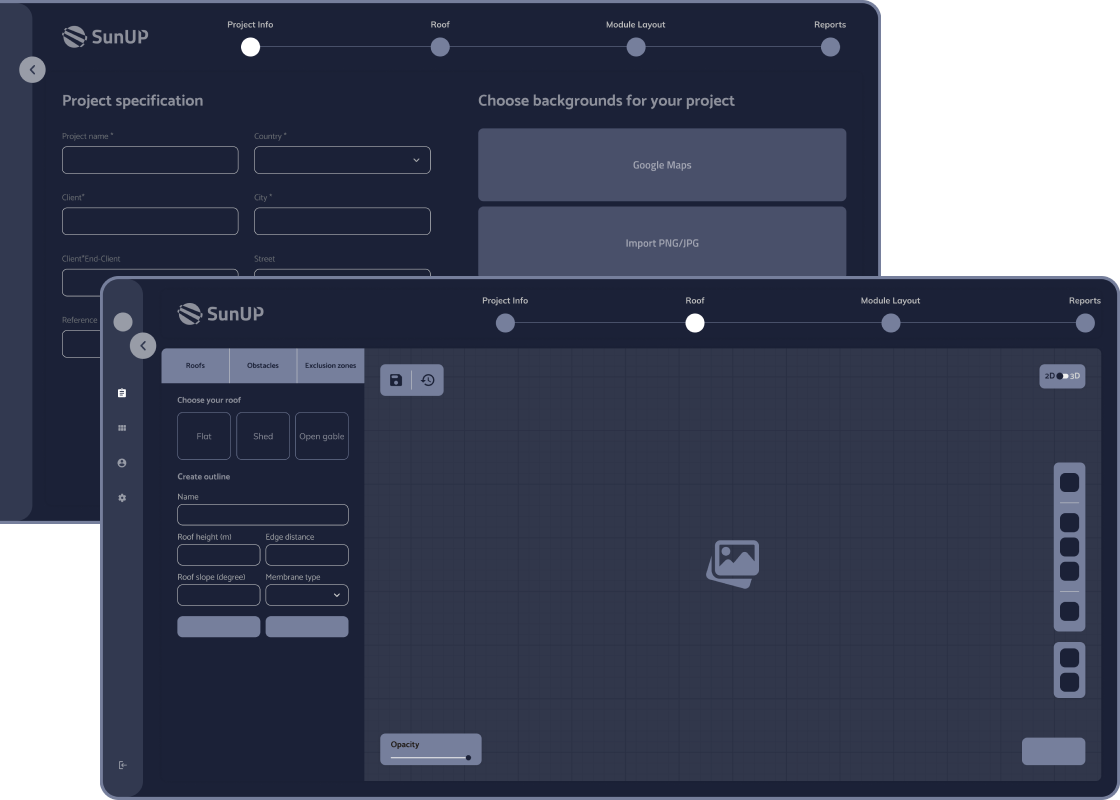 SunUP
Project Info
Roof
Module Layout
Reports
Project specification
Choose backgrounds for your project
Project name *
Country *
Google Maps
Client*
City *
Import PNG/JPG
Client*End-Client
Street
Reference
SunUP
Project Info
Roof
Module Layout
Reports
Roofs
Obstacles
Exclusion zones
2D
3D
Choose your roof
Flat
Shed
Open gable
Create outline
Name
Roof height (m)
Edge distance
Roof slope (degree)
Membrane type
Opacity